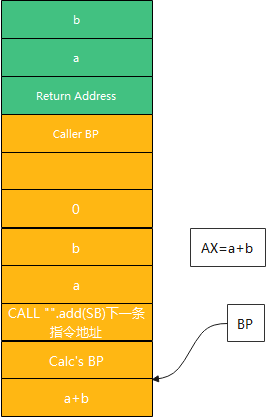 b
a
Return Address
Caller BP
0
b
AX=a+b
a
CALL "".add(SB)下一条
指令地址
BP
Calc's BP
a+b